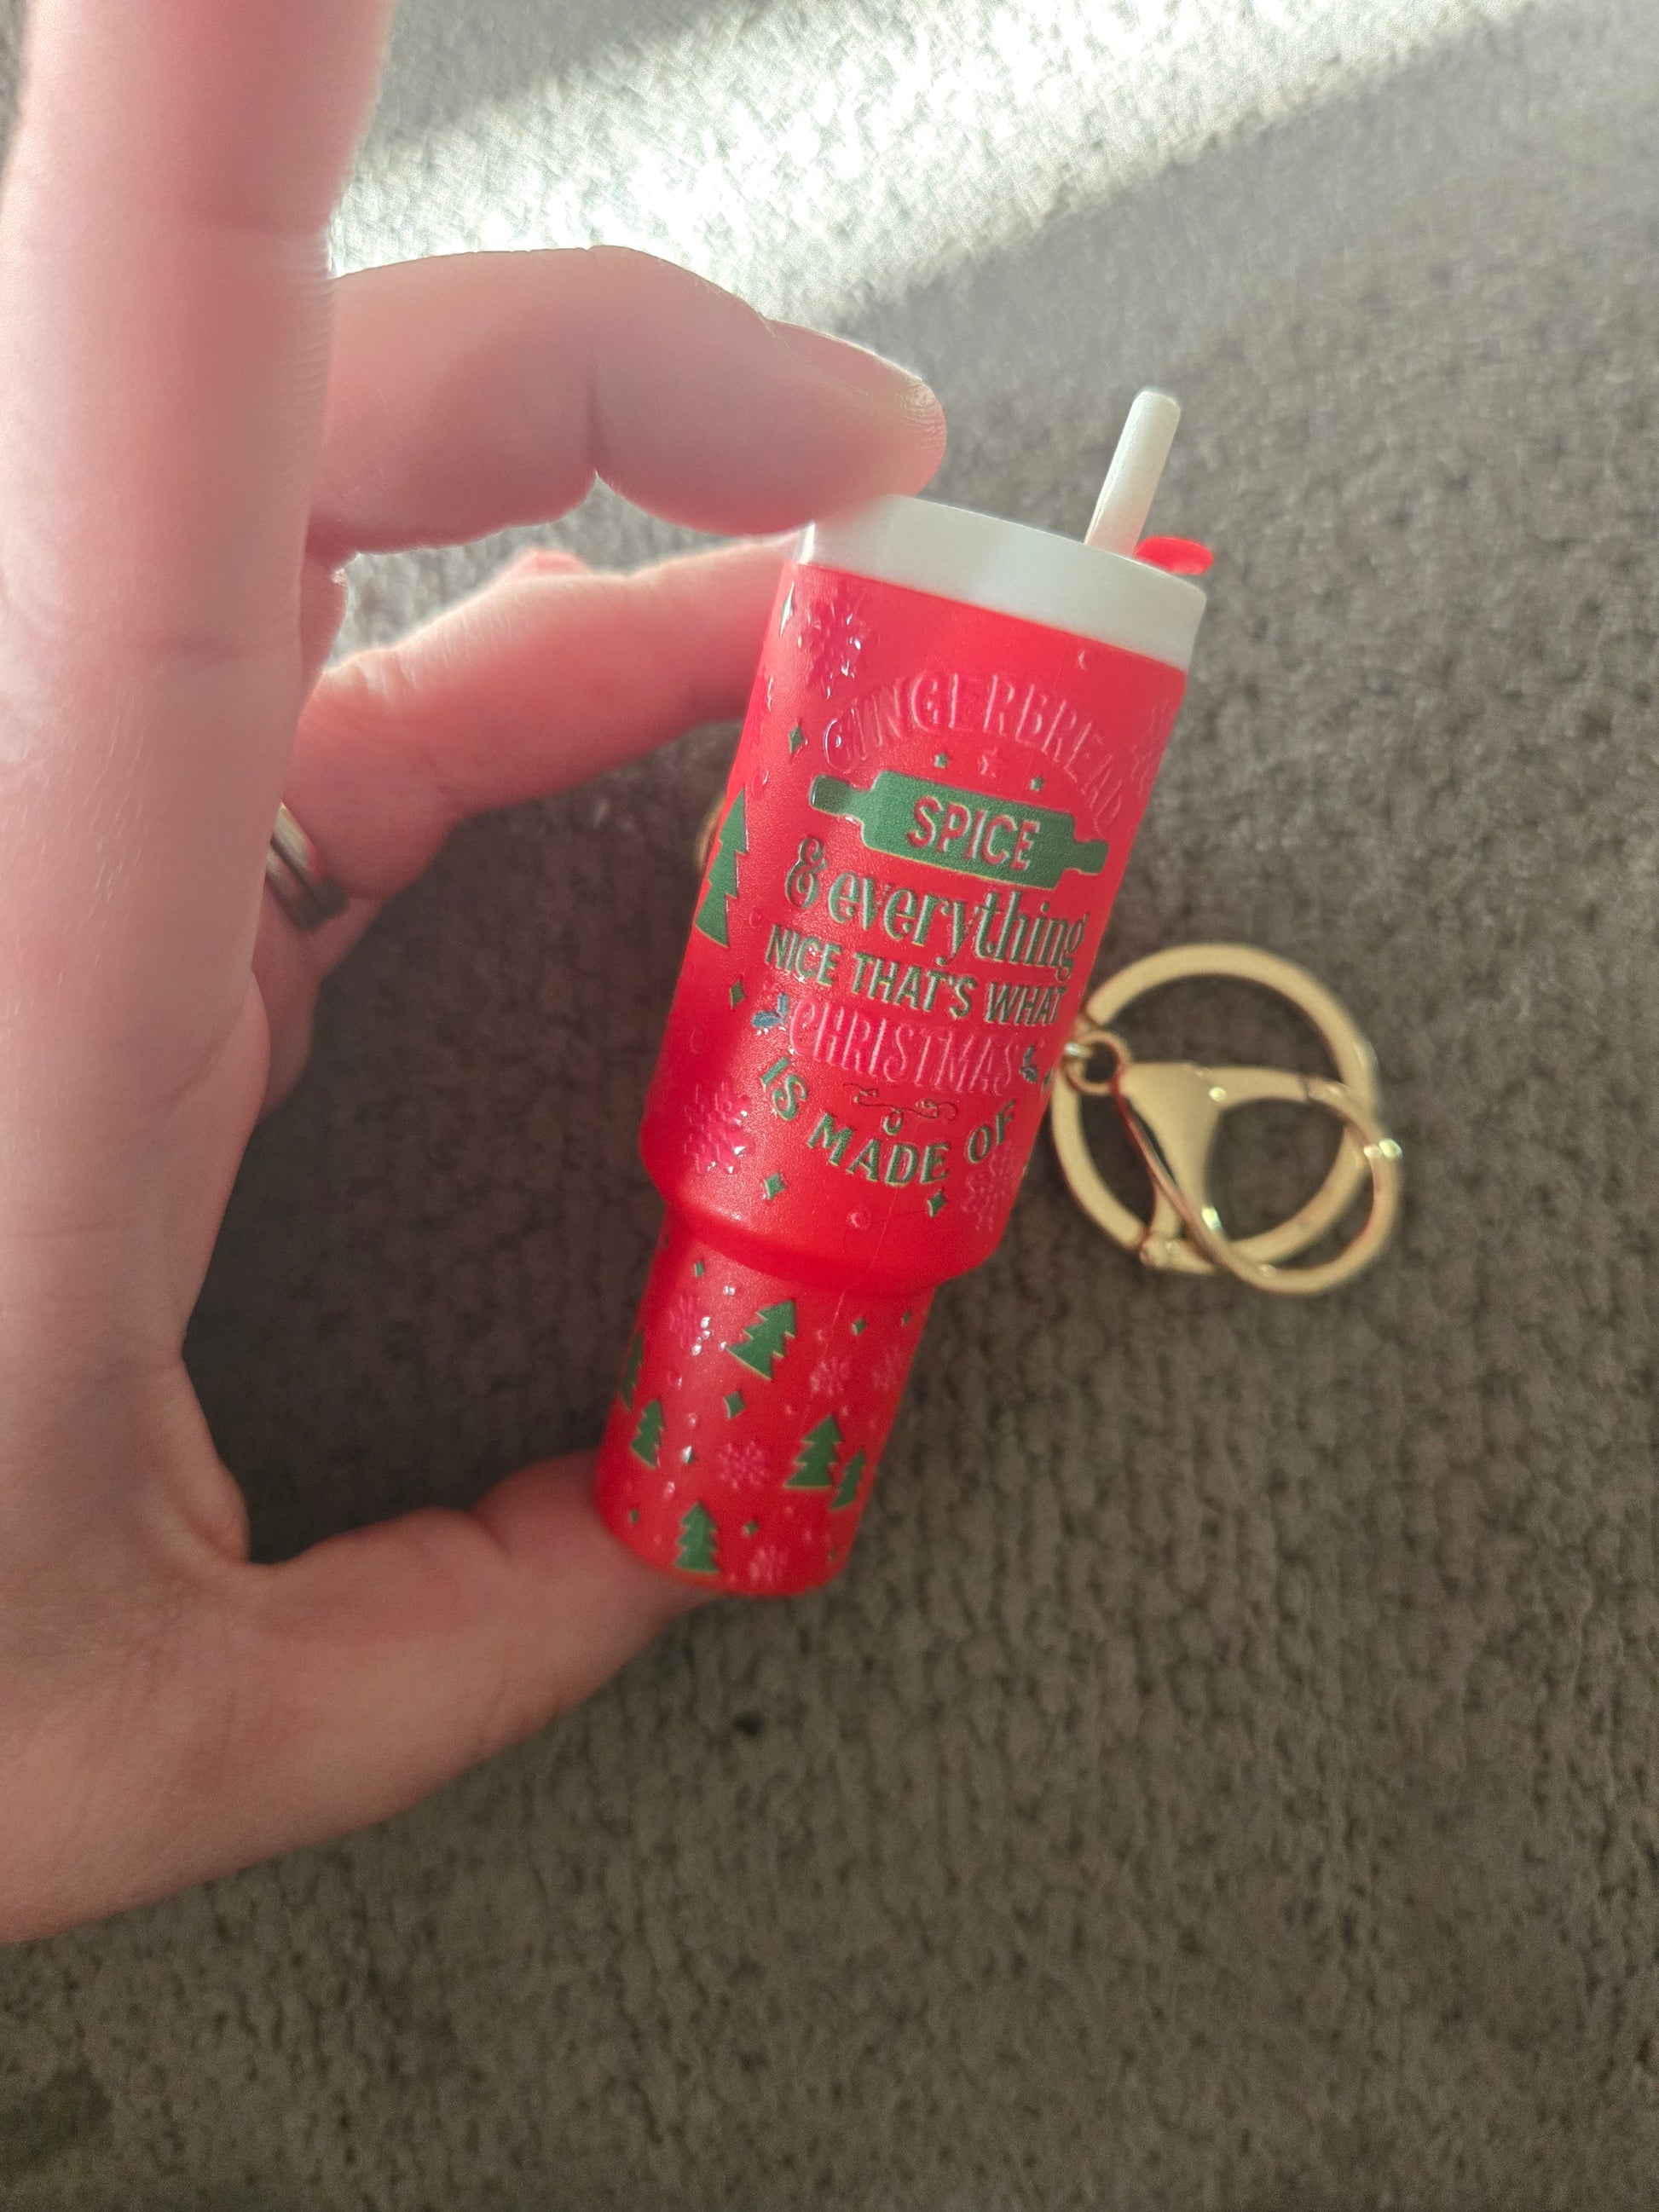 GINGERBREAD
SPICE
& everything
NICE THAT'S WHAT
CHRISTMAS
IS MADE OF